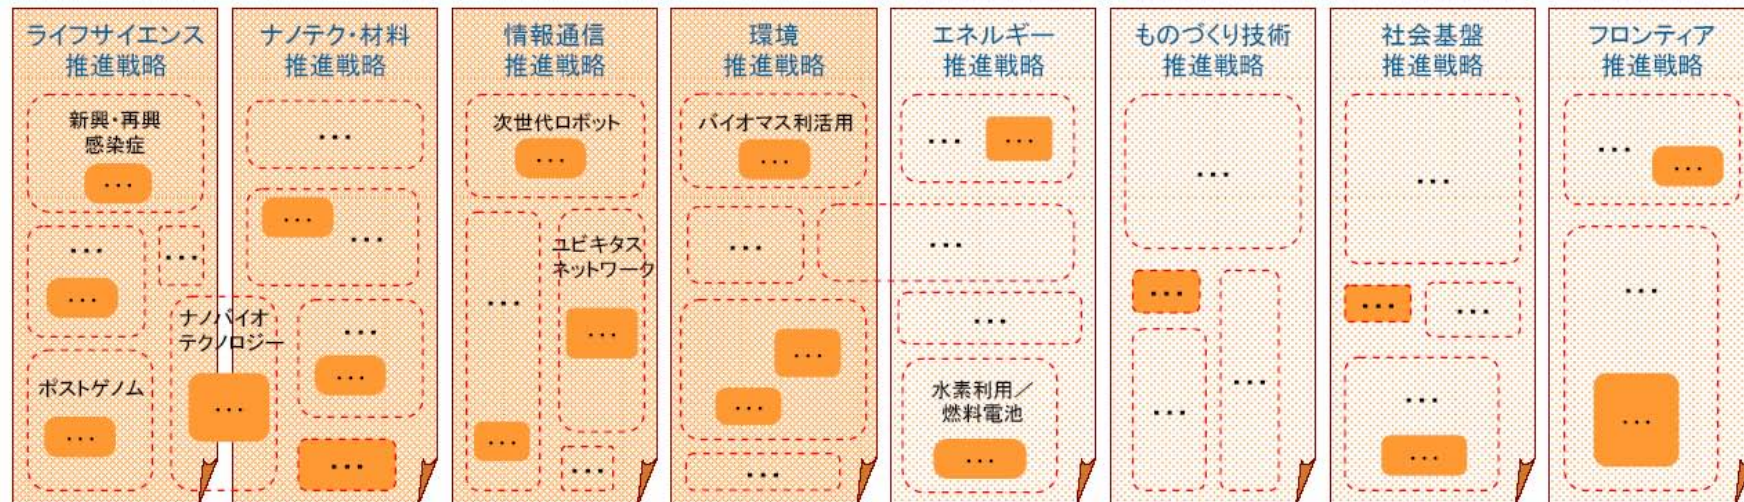 ライフサイエンス
推進戦略
新興・再興
感染症
…
…
…
ポストゲノム
…
ナノテク・材料
推進戦略
…
…
…
ナノバイオ
テクノロジー
…
…
…
…
情報通信
推進戦略
次世代ロボット
…
…
ユビキタス
ネットワーク
…
…
…
環境
推進戦略
バイオマス利活用
…
…
…
…
…
エネルギー
推進戦略
…
…
…
…
水素利用/
燃料電池
…
ものづくり技術
推進戦略
…
…
…
…
社会基盤
推進戦略
…
…
…
…
…
フロンティア
推進戦略
…
…
…
…